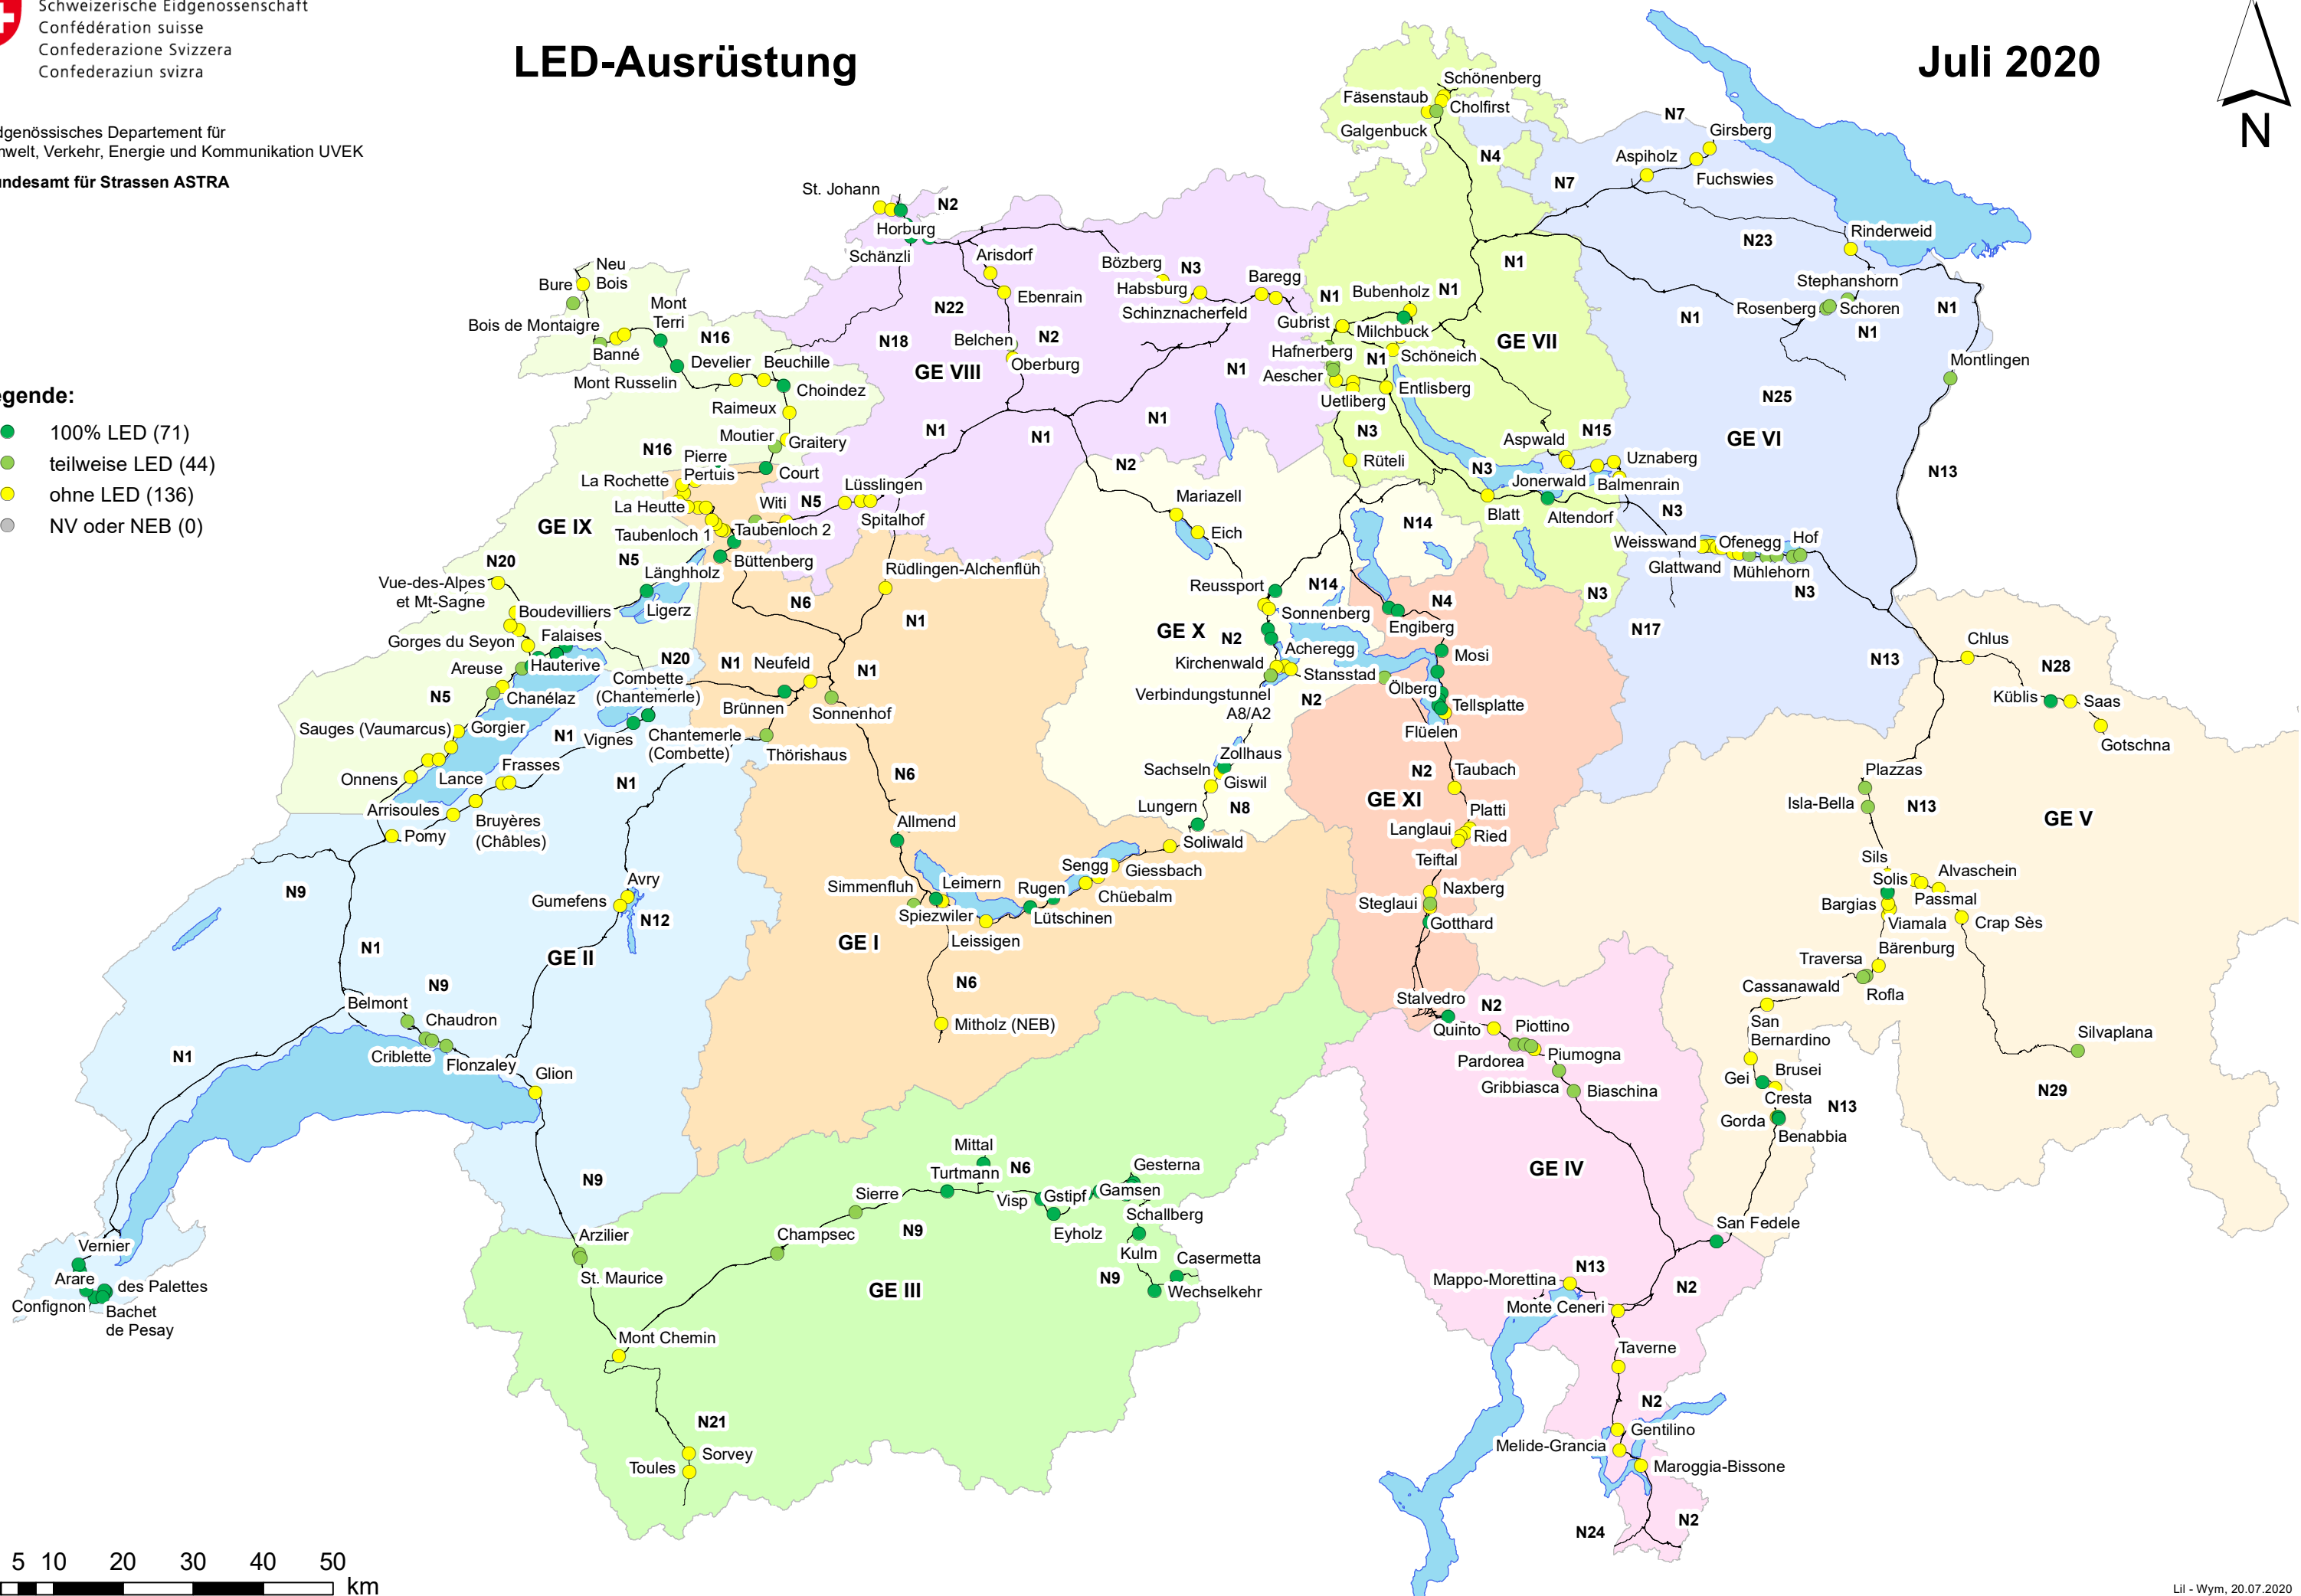 Schweizerische Eidgenossenschaft
Confédération suisse
Confederazione Svizzera
Confederaziun svizra
LED-Ausrüstung
Juli 2020
N
dgenössisches Departement für
mwelt, Verkehr, Energie und Kommunikation UVEK
undesamt für Strassen ASTRA
egende:
100% LED (71)
teilweise LED (44)
ohne LED (136)
NV oder NEB (0)
Schönenberg
Fäsenstaub
Cholfirst
Galgenbuck
N4
N7
Girsberg
Aspiholz
Fuchswies
N7
N23
Rinderweid
Stephanshorn
Rosenberg
Schoren
N1
N1
N1
N1
Montlingen
N25
GE VI
N13
St. Johann
N2
Horburg
Schänzli
Arisdorf
Ebenrain
N22
N18
Belchen
N2
Oberburg
GE VIII
Bözberg
N3
Habsburg
Schinznacherfeld
Baregg
N1
N1
N1
N1
Neu
Bois
Bure
Bois de Montaigre
Banné
Mont
Terri
N16
Mont Russelin
Develier
Beuchille
Choindez
Raimeux
Moutier
Graitery
N16
Pierre
Pertuis
Court
La Rochette
La Heutte
Witi
N5
Lüsslingen
Spitalhof
Taubenloch 1
Taubenloch 2
GE IX
N5
Büttenberg
Länghholz
Ligerz
N20
Vue-des-Alpes
et Mt-Sagne
Boudevilliers
Gorges du Seyon
Falaises
Areuse
Hauterive
N5
Chanélaz
Sauges (Vaumarcus)
Gorgier
Onnens
Lance
Frasses
Arrisoules
Bruyères
(Châbles)
Pomy
N1
Vignes
N20
Combette
(Chantemerle)
Chantemerle
(Combette)
N1
N1
Neufeld
Brünnen
Sonnenhof
Thörishaus
N6
Rüdlingen-Alchenflüh
N1
N1
N6
N1
Bubenholz
N1
GE VII
Gubrist
Milchbuck
Hafnerberg
N1
Schöneich
Aescher
Entlisberg
Uetliberg
N3
Rüteli
Aspwald
N15
Uznaberg
N3
Jonerwald
Balmenrain
Blatt
Altendorf
N3
Weisswand
Ofenegg
Hof
Glattwand
Mühlehorn
N3
N3
N17
N13
N2
Mariazell
Eich
N14
Reussport
N14
Sonnenberg
GE X
N2
Acheregg
Kirchenwald
Stansstad
N2
Verbindungstunnel
A8/A2
Zollhaus
Sachseln
Giswil
Lungern
N8
Soliwald
N4
Engiberg
Mosi
Ölberg
Tellsplatte
Flüelen
N2
Taubach
GE XI
Platti
Langlaui
Ried
Teiftal
Naxberg
Steglaui
Gotthard
Chlus
N28
Küblis
Saas
Gotschna
Plazzas
Isla-Bella
N13
GE V
Sils
Solis
Alvaschein
Passmal
Bargias
Viamala
Crap Sès
Bärenburg
Traversa
Rofla
Cassanawald
San
Bernardino
Silvaplana
N29
Gei
Brusei
Cresta
N13
Gorda
Benabbia
San Fedele
N9
N1
GE II
Avry
Gumefens
N12
N9
Belmont
Chaudron
Criblette
Flonzaley
N1
Glion
N9
Vernier
Arare
des Palettes
Confignon
Bachet
de Pesay
Allmend
Simmenfluh
Leimern
Spiezwiler
Leissigen
Rugen
Lütschinen
Sengg
Giessbach
Chüebalm
GE I
N6
Mitholz (NEB)
Mittal
Turtmann
N6
Visp
Gstipf
Gamsen
Gesterna
Sierre
N9
Eyholz
Schallberg
Kulm
Casermetta
N9
Wechselkehr
Champsec
Arzilier
St. Maurice
GE III
Mont Chemin
N21
Sorvey
Toules
Stalvedro
N2
Quinto
Piottino
Pardorea
Piumogna
Gribbiasca
Biaschina
GE IV
N13
Mappo-Morettina
Monte Ceneri
N2
Taverne
N2
Gentilino
Melide-Grancia
Maroggia-Bissone
N2
N24
5 10 20 30 40 50
km
Lil - Wym, 20.07.2020